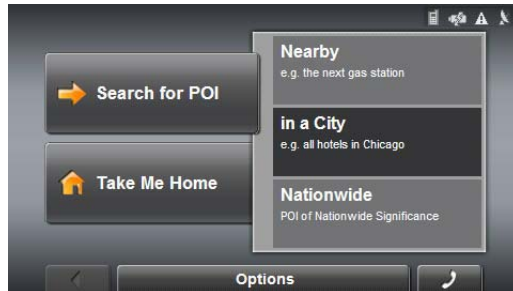 Search for POI
Nearby
e.g. the next gas station
in a City
e.g. all hotels in Chicago
Take Me Home
Nationwide
POI of Nationwide Significance
Options